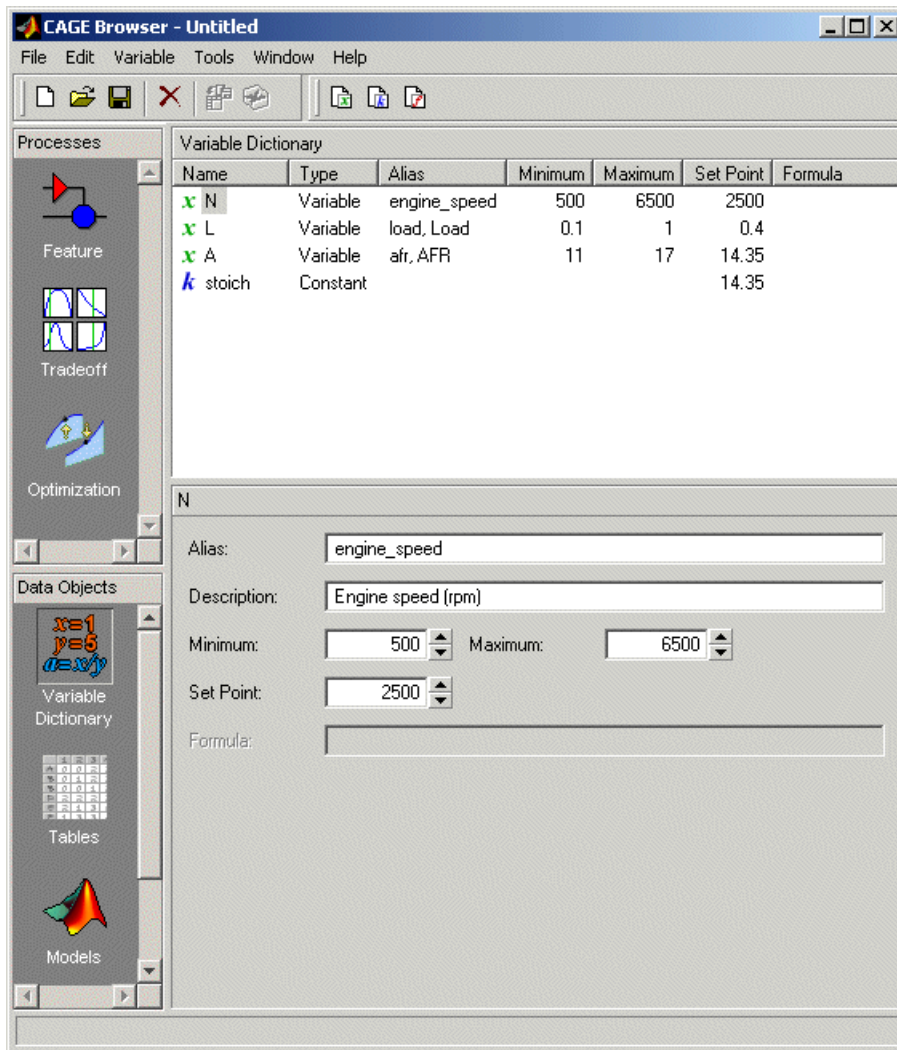 CAGE Browser - Untitled
File Edit Variable Tools Window Help
Processes
Feature
Tradeoff
Optimization
Variable Dictionary
Name Type Alias Minimum Maximum Set Point Formula
x N Variable engine_speed 500 6500 2500
x L Variable load, Load 0.1 1 0.4
x A Variable afr, AFR 11 17 14.35
k stoich Constant 14.35
N
Alias: engine_speed
Description: Engine speed (rpm)
Minimum: 500 Maximum: 6500
Set Point: 2500
Formula:
Data Objects
x=1
y=5
a=x/y
Variable
Dictionary
Tables
Models